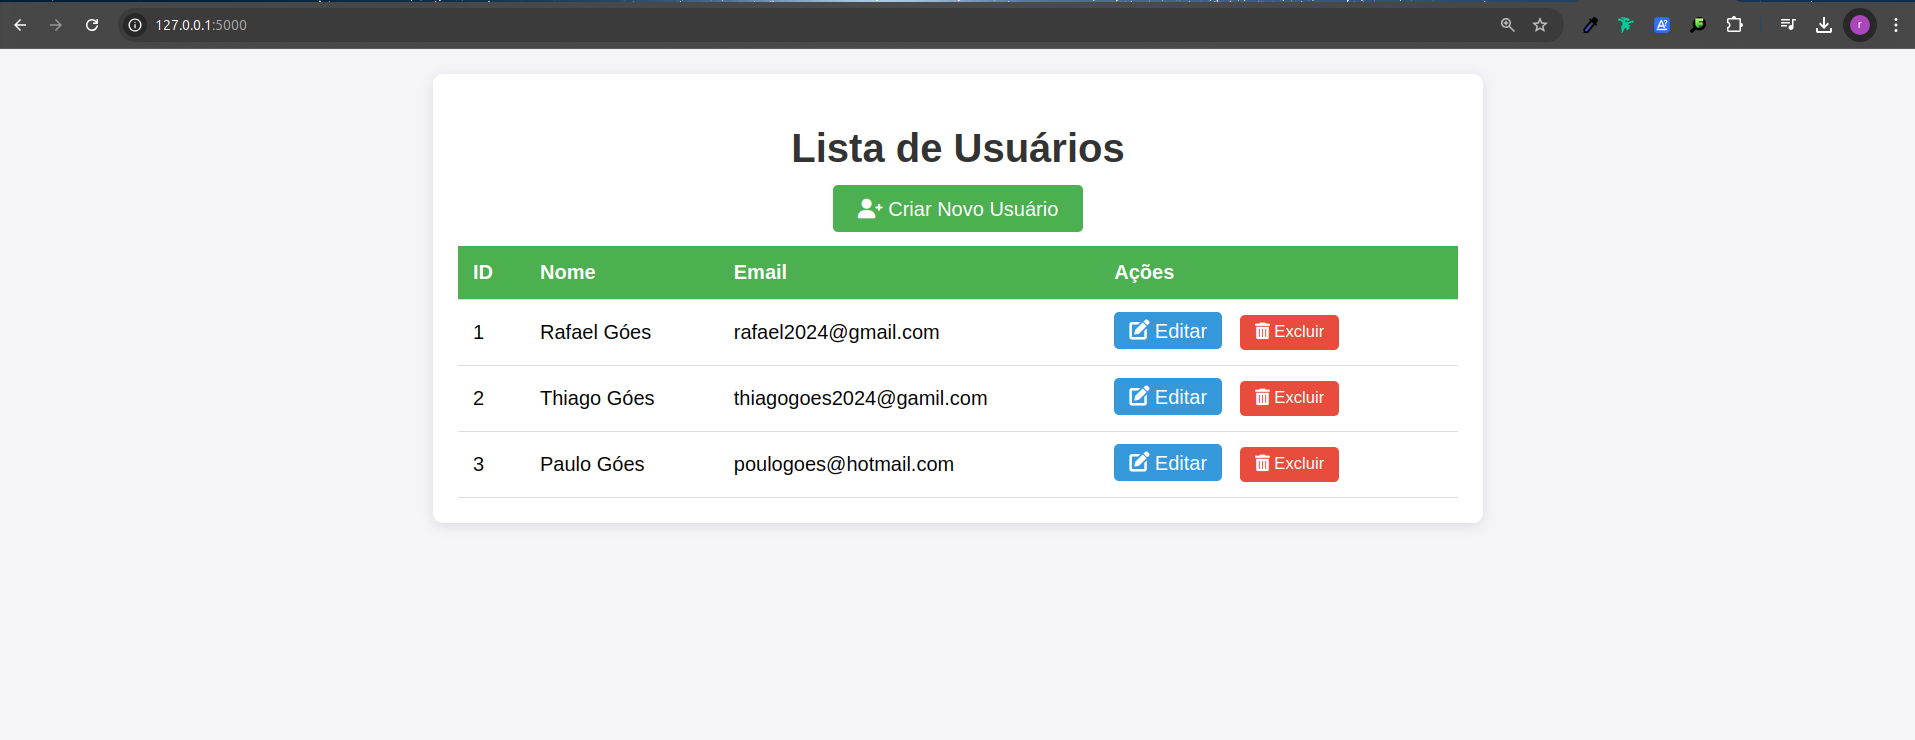 127.0.0.1:5000
r
Lista de Usuários
Criar Novo Usuário
ID Nome Email Ações
1 Rafael Góes rafael2024@gmail.com Editar Excluir
2 Thiago Góes thiagogoes2024@gamil.com Editar Excluir
3 Paulo Góes poulogoes@hotmail.com Editar Excluir